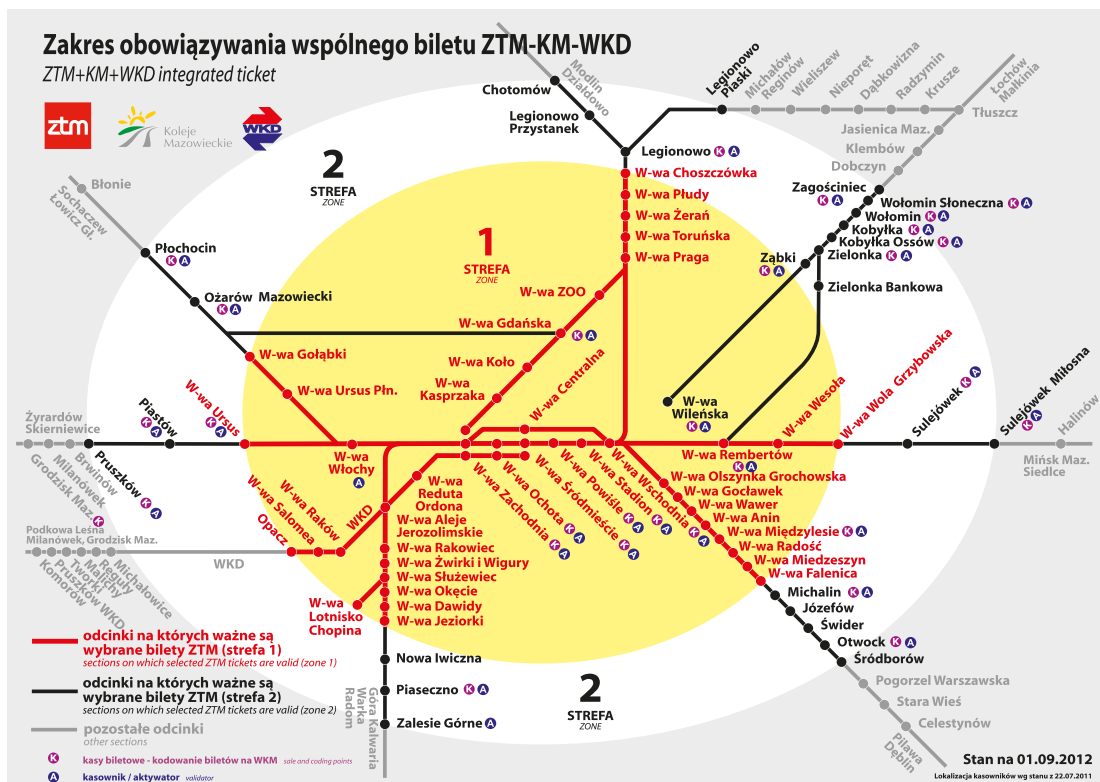 Zakres obowiązywania wspólnego biletu ZTM-KM-WKD
ZTM+KM+WKD integrated ticket
ztm
Koleje
Mazowieckie
WKD
2
STREFA
ZONE
1
STREFA
ZONE
2
STREFA
ZONE
Modlin
Działdowo
Chotomów
Legionowo
Przystanek
Legionowo K A
Legionowo
Piaski
Michałów
Reginów
Wieliszew
Nieporęt
Dąbkowizna
Radzymin
Krusze
Łochów
Małkinia
Tłuszcz
Jasienica Maz.
Klembów
Dobczyn
Zagościniec
K A
Wołomin Słoneczna K A
Wołomin K A
Kobyłka K A
Kobyłka Ossów K A
Zielonka K A
Ząbki
K A
Zielonka Bankowa
W-wa
Wileńska
K A
W-wa Choszczówka
W-wa Płudy
W-wa Żerań
W-wa Toruńska
W-wa Praga
W-wa ZOO
W-wa Gdańska
K A
W-wa Koło
W-wa
Kasprzaka
W-wa Centralna
Błonie
Sochaczew
Łowicz Gł.
Płochocin
K A
Ożarów Mazowiecki
K A
W-wa Gołąbki
W-wa Ursus Płn.
W-wa Ursus
K A
Piastów
K A
Pruszków
K A
Żyrardów
Skierniewice
Brwinów
Milanówek
Grodzisk Maz.
K
W-wa
Włochy
A
W-wa
Reduta
Ordona
W-wa Zachodnia
K A
W-wa Ochota
K A
W-wa Śródmieście
K A
W-wa Powiśle
K A
W-wa Stadion
K A
W-wa Wschodnia
K A
W-wa Rembertów
K A
W-wa Wesoła
W-wa Wola Grzybowska
Sulejówek
K A
Sulejówek Miłosna
K A
Halinów
Mińsk Maz.
Siedlce
W-wa Olszynka Grochowska
W-wa Gocławek
W-wa Wawer
W-wa Anin
W-wa Międzylesie K A
W-wa Radość
W-wa Miedzeszyn
W-wa Falenica
Michalin K A
Józefów
Świder
Otwock K A
Śródborów
Pogorzel Warszawska
Stara Wieś
Celestynów
Pilawa
Dęblin
WKD
W-wa Raków
W-wa Salomea
Opacz
WKD
Podkowa Leśna
Milanówek, Grodzisk Maz.
Michałowice
Reguły
Malichy
Tworki
Pruszków WKD
Komorów
W-wa Aleje
Jerozolimskie
W-wa Rakowiec
W-wa Żwirki i Wigury
W-wa Służewiec
W-wa Okęcie
W-wa Dawidy
W-wa Jeziorki
W-wa
Lotnisko
Chopina
Nowa Iwiczna
Piaseczno K A
Zalesie Górne A
Góra Kalwaria
Warka
Radom
odcinki na których ważne są
wybrane bilety ZTM (strefa 1)
sections on which selected ZTM tickets are valid (zone 1)
odcinki na których ważne są
wybrane bilety ZTM (strefa 2)
sections on which selected ZTM tickets are valid (zone 2)
pozostałe odcinki
other sections
K kasy biletowe - kodowanie biletów na WKM sale and coding points
A kasownik / aktywator validator
Stan na 01.09.2012
Lokalizacja kasowników wg stanu z 22.07.2011